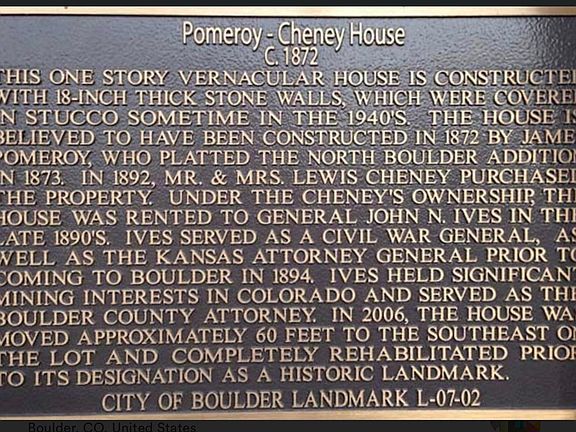 Pomeroy - Cheney House
C. 1872
THIS ONE STORY VERNACULAR HOUSE IS CONSTRUCTE
WITH 18-INCH THICK STONE WALLS, WHICH WERE COVERE
IN STUCCO SOMETIME IN THE 1940'S. THE HOUSE IS
BELIEVED TO HAVE BEEN CONSTRUCTED IN 1872 BY JAME
POMEROY, WHO PLATTED THE NORTH BOULDER ADDITIO
IN 1873. IN 1892, MR. & MRS. LEWIS CHENEY PURCHASE
THE PROPERTY. UNDER THE CHENEY'S OWNERSHIP, THE
HOUSE WAS RENTED TO GENERAL JOHN N. IVES IN THE
LATE 1890'S. IVES SERVED AS A CIVIL WAR GENERAL, AS
WELL AS THE KANSAS ATTORNEY GENERAL PRIOR TO
COMING TO BOULDER IN 1894. IVES HELD SIGNIFICANT
MINING INTERESTS IN COLORADO AND SERVED AS THE
BOULDER COUNTY ATTORNEY. IN 2006, THE HOUSE WA
MOVED APPROXIMATELY 60 FEET TO THE SOUTHEAST OF
THE LOT AND COMPLETELY REHABILITATED PRIOR
TO ITS DESIGNATION AS A HISTORIC LANDMARK.
CITY OF BOULDER LANDMARK L-07-02
Boulder, CO, United States